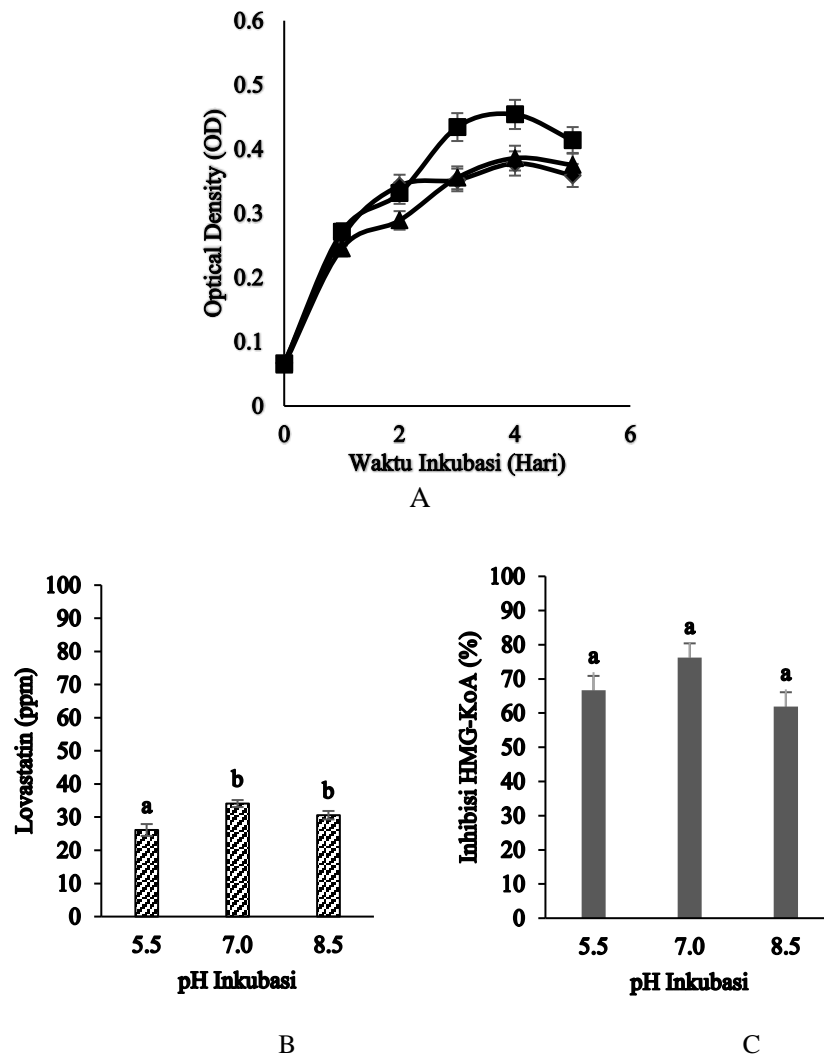 0.6
0.5
0.4
0.3
0.2
0.1
0
Optical Density (OD)
0 2 4 6
Waktu Inkubasi (Hari)
A
100
90
80
70
60
50
40
30
20
10
0
Lovastatin (ppm)
a b b
5.5 7.0 8.5
pH Inkubasi
B
100
90
80
70
60
50
40
30
20
10
0
Inhibisi HMG-KoA (%)
a a a
5.5 7.0 8.5
pH Inkubasi
C